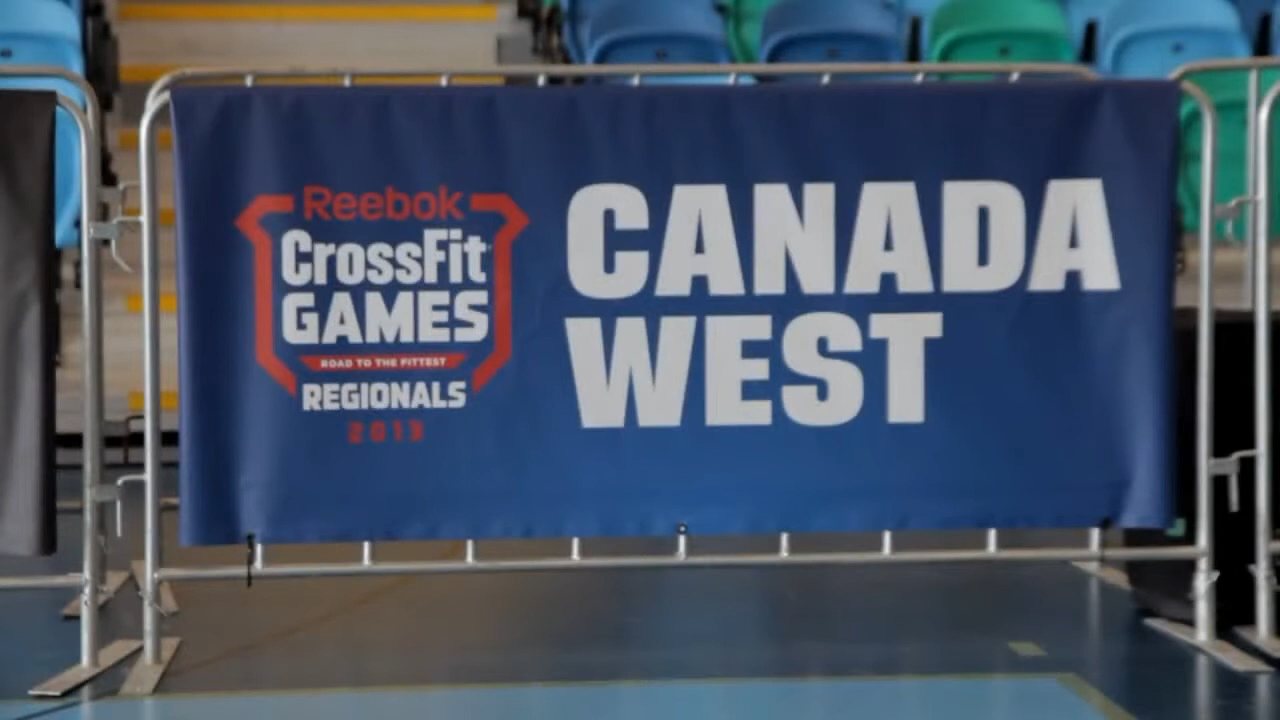 Reebok
CrossFit
GAMES
ROAD TO THE FITTEST
REGIONALS
2013
CANADA
WEST